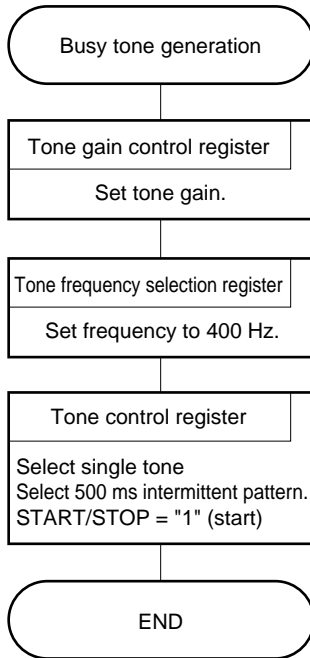 Busy tone generation
Tone gain control register
Set tone gain.
Tone frequency selection register
Set frequency to 400 Hz.
Tone control register
Select single tone
Select 500 ms intermittent pattern.
START/STOP = "1" (start)
END